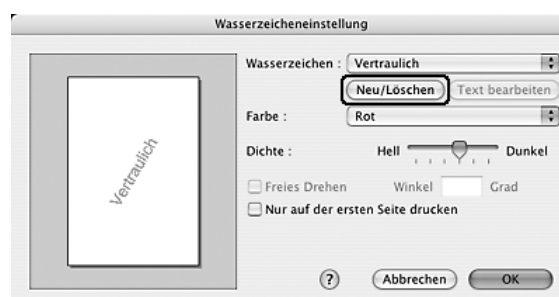 Wasserzeicheneinstellung
Wasserzeichen : Vertraulich
Neu/Löschen Text bearbeiten
Farbe : Rot
Dichte : Hell Dunkel
Vertraulich
Freies Drehen Winkel Grad
Nur auf der ersten Seite drucken
? Abbrechen OK